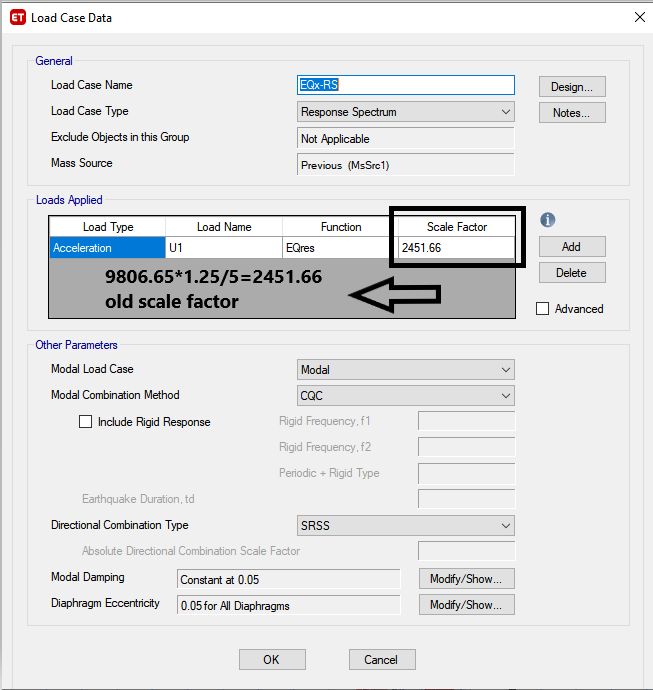 ET Load Case Data
General
Load Case Name EQx-RS Design...
Load Case Type Response Spectrum Notes...
Exclude Objects in this Group Not Applicable
Mass Source Previous (MsSrc1)
Loads Applied
Load Type Load Name Function Scale Factor i
Acceleration U1 EQres 2451.66 Add
9806.65*1.25/5=2451.66 Delete
old scale factor Advanced
Other Parameters
Modal Load Case Modal
Modal Combination Method CQC
Include Rigid Response Rigid Frequency, f1
Rigid Frequency, f2
Periodic + Rigid Type
Earthquake Duration, td
Directional Combination Type SRSS
Absolute Directional Combination Scale Factor
Modal Damping Constant at 0.05 Modify/Show...
Diaphragm Eccentricity 0.05 for All Diaphragms Modify/Show...
OK Cancel